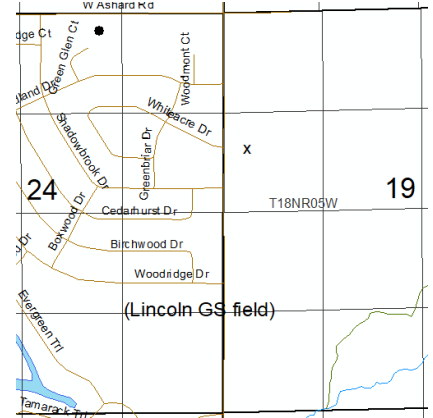 W Ashard Rd
dge Ct
Green Glen Ct
Woodmont Ct
land Dr
Whiteacre Dr
Shadowbrook Dr
x
Greenbriar Dr
24
19
T18NR05W
Cedarhurst Dr
Boxwood Dr
d Dr
Birchwood Dr
Woodridge Dr
(Lincoln GS field)
Evergreen Trl
Tamarack Trl